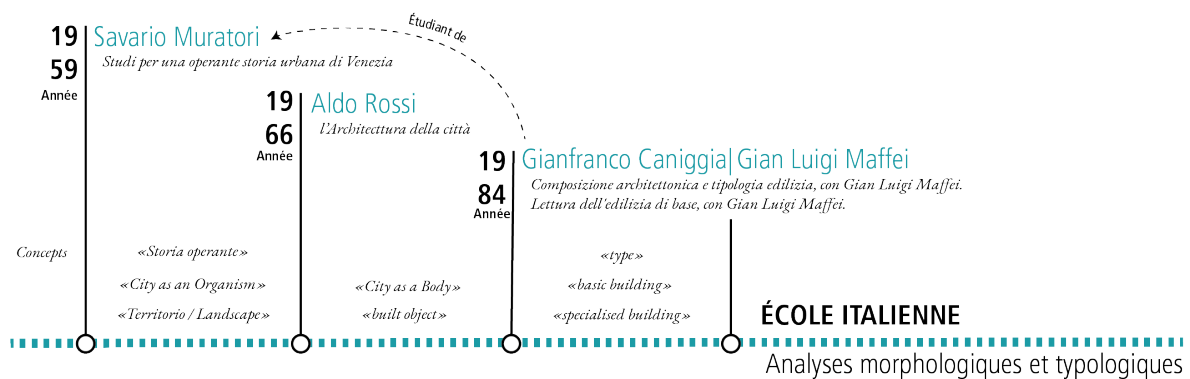 Étudiant de
19
59
Année
Savario Muratori
Studi per una operante storia urbana di Venezia
19
66
Année
Aldo Rossi
l'Architecttura della città
19
84
Année
Gianfranco Caniggia| Gian Luigi Maffei
Composizione architettonica e tipologia edilizia, con Gian Luigi Maffei.
Lettura dell'edilizia di base, con Gian Luigi Maffei.
Concepts
«Storia operante»
«City as an Organism»
«Territorio / Landscape»
«City as a Body»
«built object»
«type»
«basic building»
«specialised building»
ÉCOLE ITALIENNE
Analyses morphologiques et typologiques